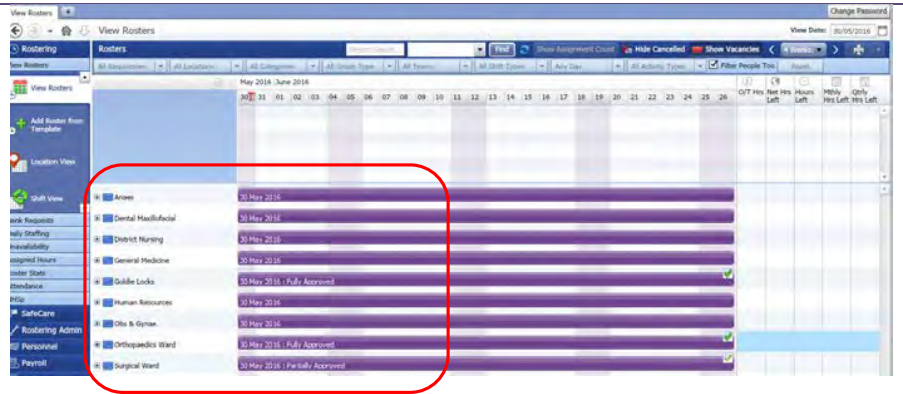 View Rosters
Change Password
View Rosters
View Date: 30/05/2016
Rostering
Rosters
Find
Show Assignment Count
Hide Cancelled
Show Vacancies
4 Weeks
View Rosters
All Locations
All Categories
All Grade Type
All Teams
All Shift Types
Any Day
All Activity Types
Filter People Too
Reset
View Rosters
May 2016 June 2016
30 31 01 02 03 04 05 06 07 08 09 10 11 12 13 14 15 16 17 18 19 20 21 22 23 24 25 26
O/T Hrs Net Hrs Left Hours Left Mthly Hrs Left Qtrly Hrs Left
Add Roster from Template
Location View
Shift View
Anaes 30 May 2016
Bank Requests
Dental Maxillofacial 30 May 2016
Daily Staffing
Unavailability
District Nursing 30 May 2016
Assigned Hours
General Medicine 30 May 2016
Roster Stats
Attendance
Goldie Locks 30 May 2016 : Fully Approved
SafeCare
Human Resources 30 May 2016
Rostering Admin
Obs & Gynae 30 May 2016
Personnel
Orthopaedics Ward 30 May 2016 : Fully Approved
Payroll
Surgical Ward 30 May 2016 : Partially Approved